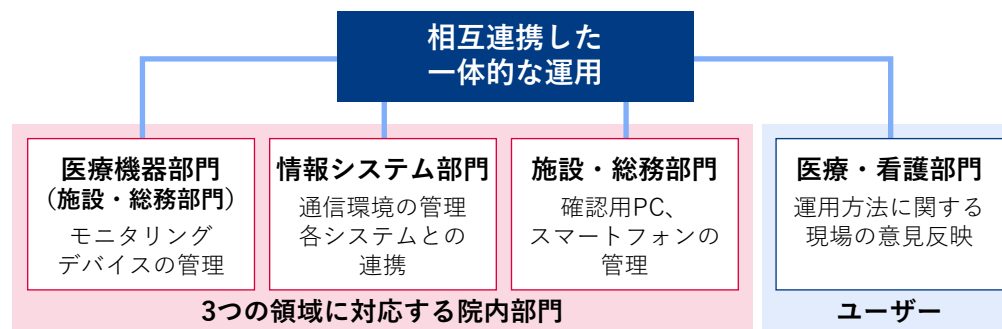 相互連携した
一体的な運用
医療機器部門
（施設・総務部門）
モニタリング
デバイスの管理
情報システム部門
通信環境の管理
各システムとの
連携
施設・総務部門
確認用PC、
スマートフォンの
管理
医療・看護部門
運用方法に関する
現場の意見反映
3つの領域に対応する院内部門
ユーザー